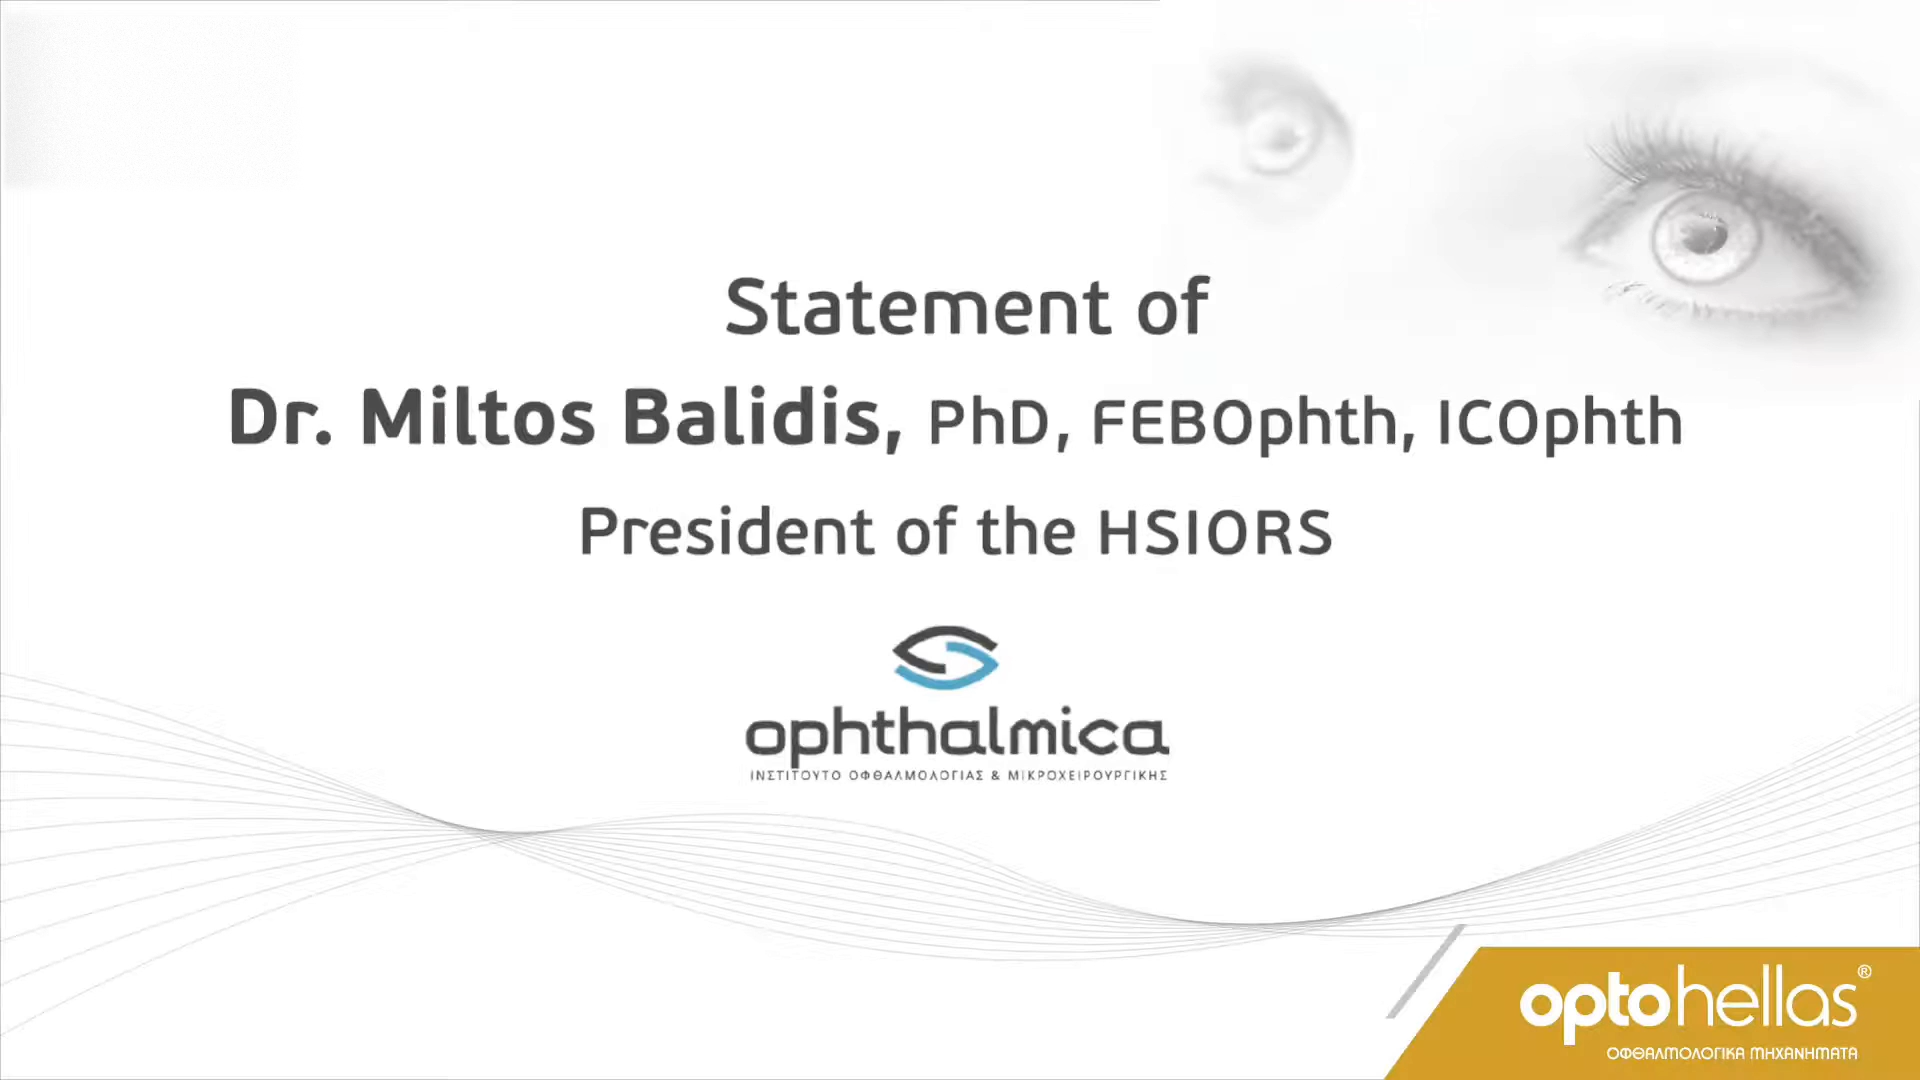 Statement of
Dr. Miltos Balidis, PhD, FEBOphth, ICOphth
President of the HSIORS
ophthalmica
ΙΝΣΤΙΤΟΥΤΟ ΟΦΘΑΛΜΟΛΟΓΙΑΣ & ΜΙΚΡΟΧΕΙΡΟΥΡΓΙΚΗΣ
optohellas®
ΟΦΘΑΛΜΟΛΟΓΙΚΑ ΜΗΧΑΝΗΜΑΤΑ